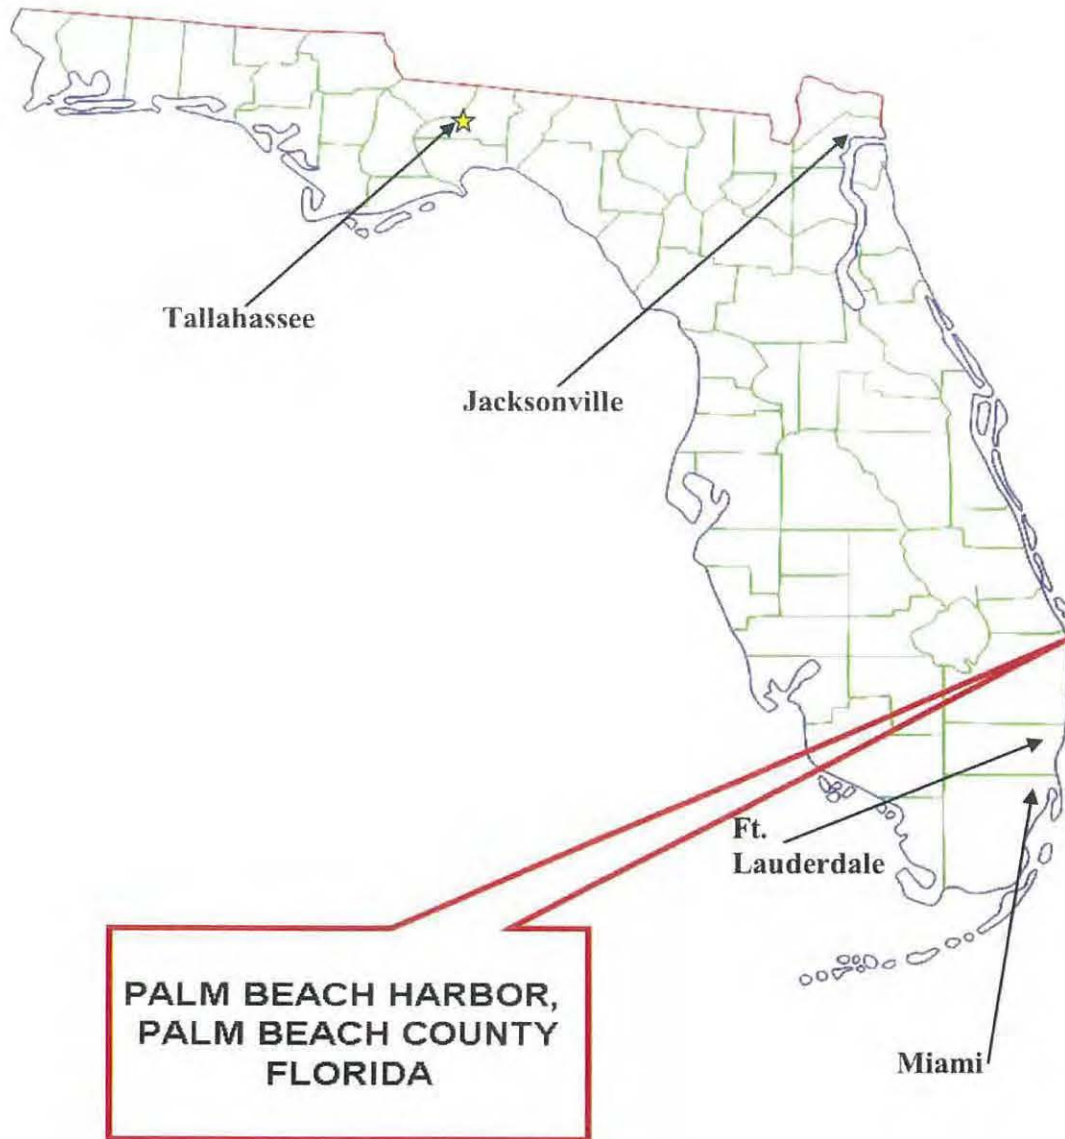 Tallahassee
Jacksonville
Ft.
Lauderdale
PALM BEACH HARBOR,
PALM BEACH COUNTY
FLORIDA
Miami